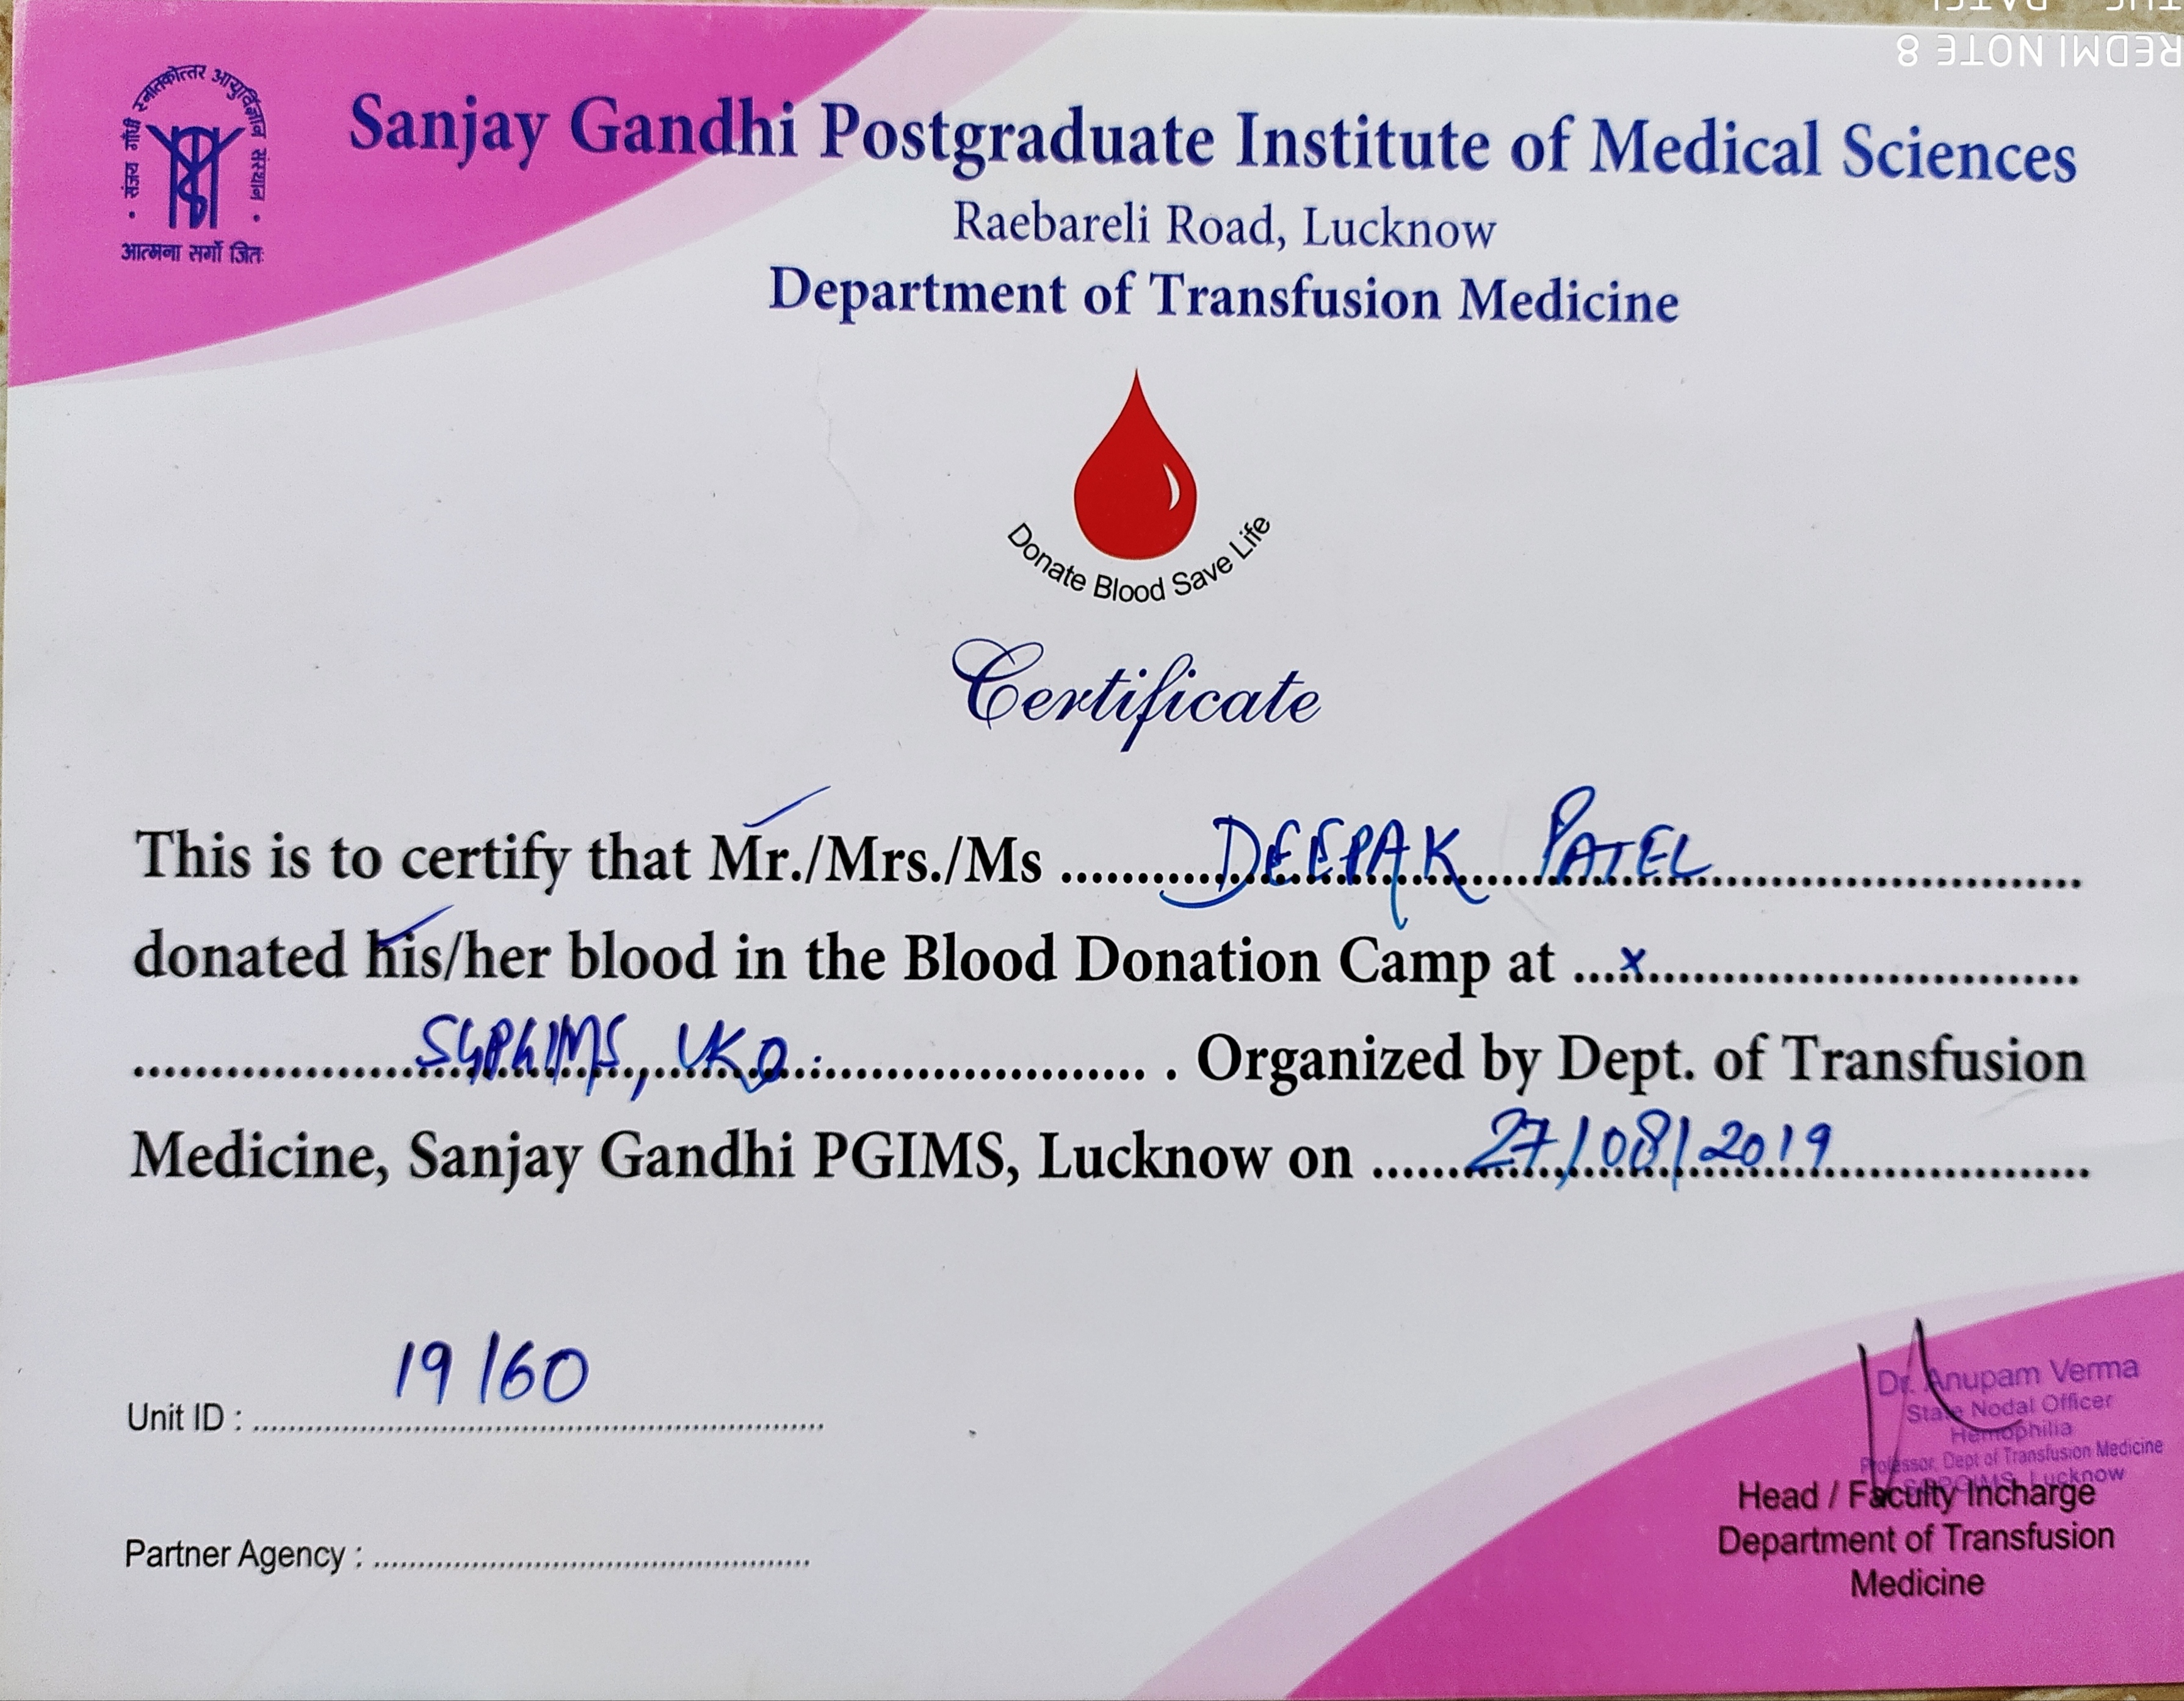 REDMI NOTE 8
संजय गाँधी स्नातकोत्तर आयुर्विज्ञान संस्थान
आत्मना सर्गो जितः
Sanjay Gandhi Postgraduate Institute of Medical Sciences
Raebareli Road, Lucknow
Department of Transfusion Medicine
Donate Blood Save Life
Certificate
This is to certify that Mr./Mrs./Ms .......... DEEPAK PATEL ..........
donated his/her blood in the Blood Donation Camp at ...x..........
.......... SGPGIMS, LKO. .......... . Organized by Dept. of Transfusion
Medicine, Sanjay Gandhi PGIMS, Lucknow on .......... 27/08/2019 ..........
Unit ID : .......... 19/60 ..........
Partner Agency : ....................
Dr. Anupam Verma
State Nodal Officer
Hemophilia
Professor, Dept of Transfusion Medicine
SGPGIMS, Lucknow
Head / Faculty Incharge
Department of Transfusion
Medicine